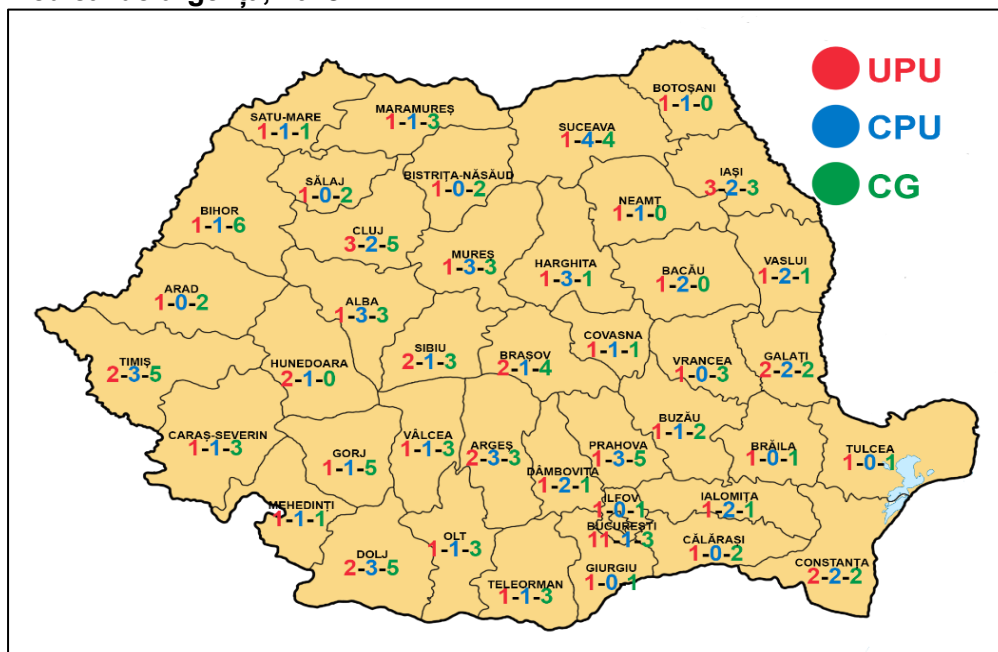 UPU
CPU
CG
BOTOȘANI
1-1-0
SATU-MARE
1-1-1
MARAMUREȘ
1-1-3
SUCEAVA
1-4-4
IAȘI
3-2-3
SĂLAJ
1-0-2
BISTRIȚA-NĂSĂUD
1-0-2
NEAMȚ
1-1-0
BIHOR
1-1-6
CLUJ
3-2-5
MUREȘ
1-3-3
HARGHITA
1-3-1
BACĂU
1-2-0
VASLUI
1-2-1
ARAD
1-0-2
ALBA
1-3-3
TIMIȘ
2-3-5
HUNEDOARA
2-1-0
SIBIU
2-1-3
BRAȘOV
2-1-4
COVASNA
1-1-1
VRANCEA
1-0-3
GALAȚI
2-2-2
CARAȘ-SEVERIN
1-1-3
GORJ
1-1-5
VÂLCEA
1-1-3
ARGEȘ
2-3-3
PRAHOVA
1-3-5
BUZĂU
1-1-2
BRĂILA
1-0-1
TULCEA
1-0-1
DÂMBOVIȚA
1-2-1
MEHEDINȚI
1-1-1
ILFOV
1-0-1
IALOMIȚA
1-2-1
BUCUREȘTI
11-1-3
CĂLĂRAȘI
1-0-2
CONSTANȚA
2-2-2
DOLJ
2-3-5
OLT
1-1-3
TELEORMAN
1-1-3
GIURGIU
1-0-1